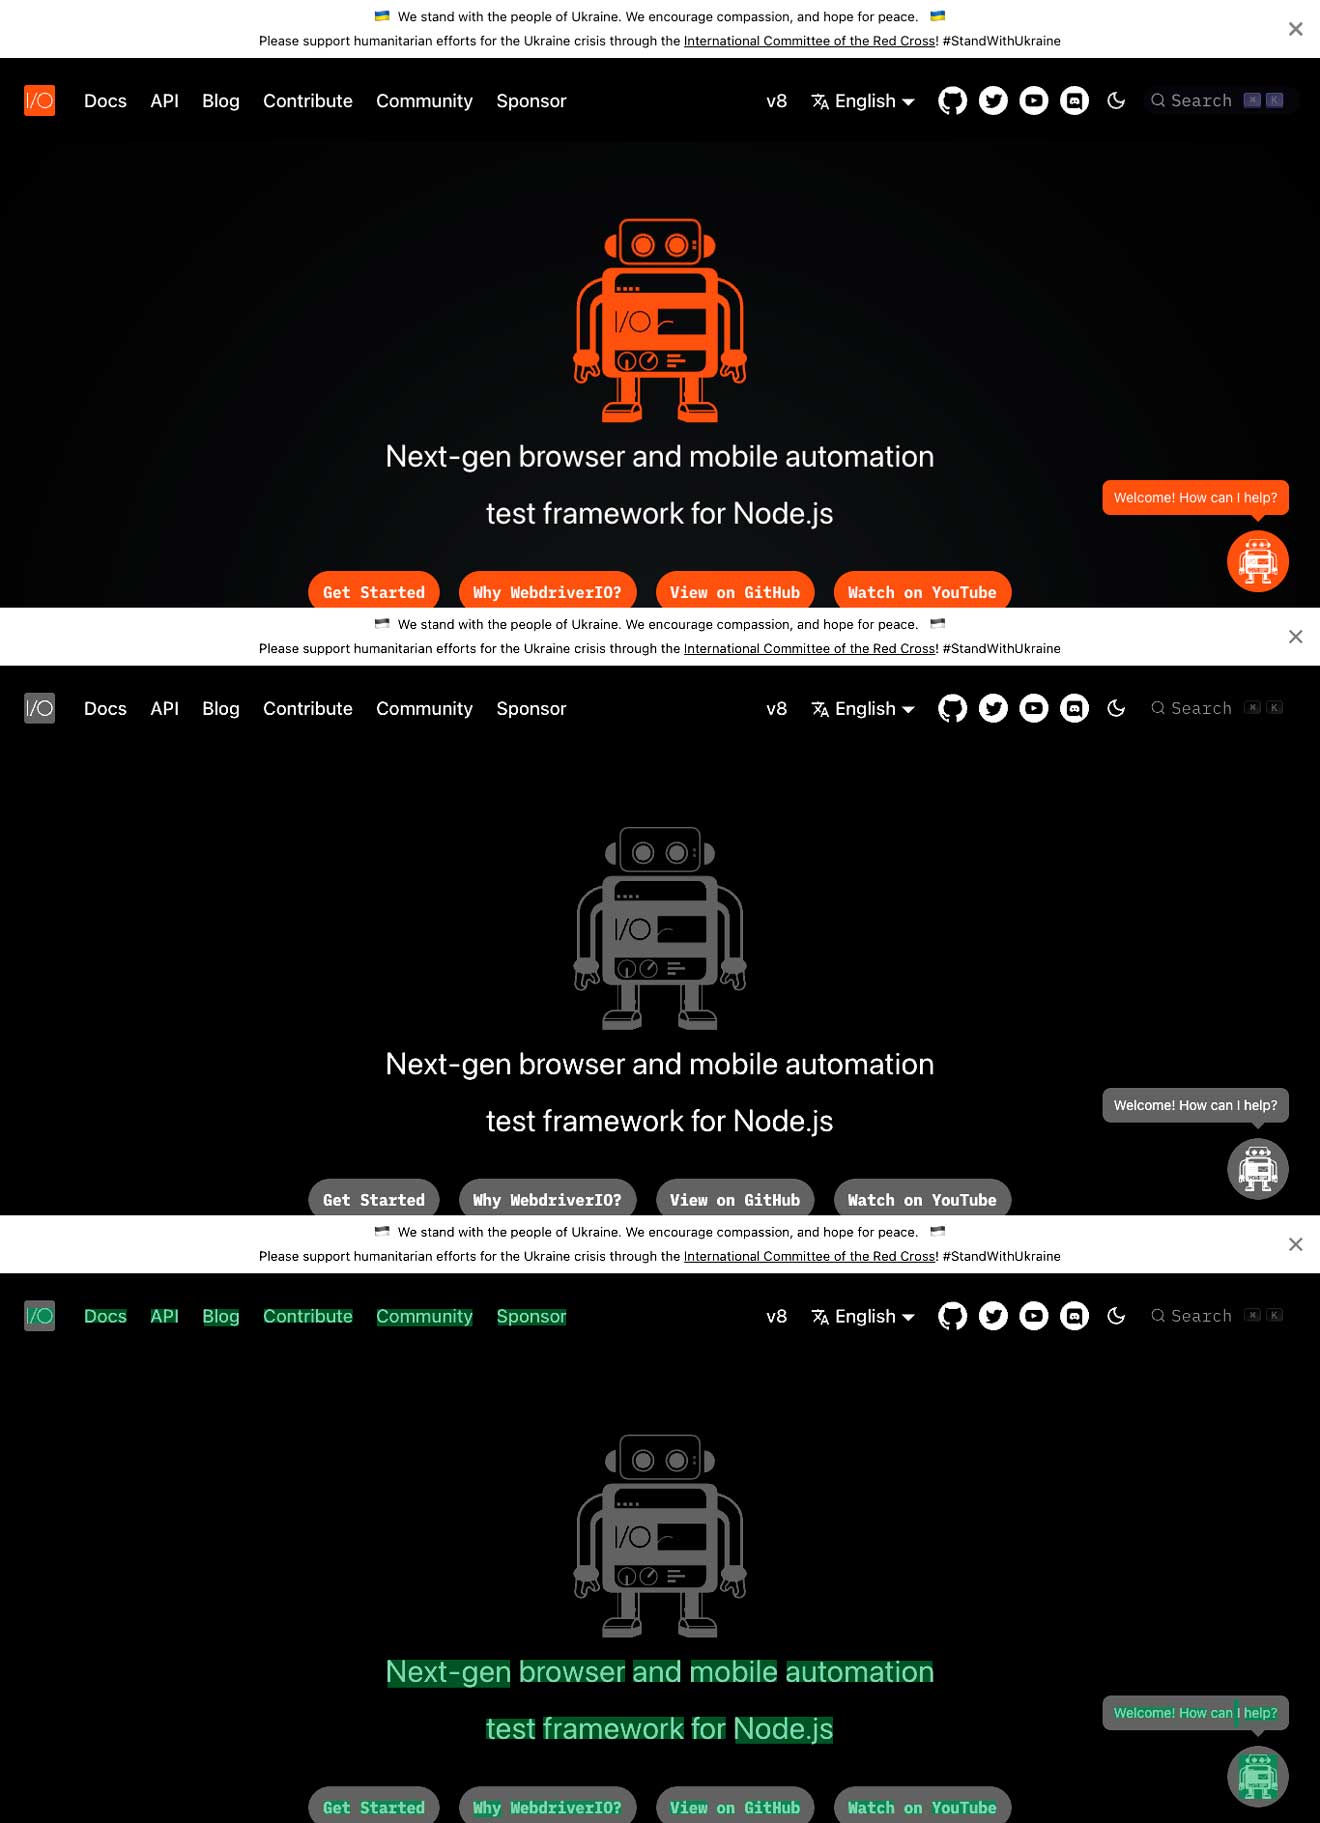 We stand with the people of Ukraine. We encourage compassion, and hope for peace.
Please support humanitarian efforts for the Ukraine crisis through the International Committee of the Red Cross! #StandWithUkraine
I/O Docs API Blog Contribute Community Sponsor v8 English Search ⌘ K
I/O
Next-gen browser and mobile automation
test framework for Node.js
Welcome! How can I help?
Get Started Why WebdriverIO? View on GitHub Watch on YouTube
We stand with the people of Ukraine. We encourage compassion, and hope for peace.
Please support humanitarian efforts for the Ukraine crisis through the International Committee of the Red Cross! #StandWithUkraine
I/O Docs API Blog Contribute Community Sponsor v8 English Search ⌘ K
I/O
Next-gen browser and mobile automation
test framework for Node.js
Welcome! How can I help?
Get Started Why WebdriverIO? View on GitHub Watch on YouTube
We stand with the people of Ukraine. We encourage compassion, and hope for peace.
Please support humanitarian efforts for the Ukraine crisis through the International Committee of the Red Cross! #StandWithUkraine
I/O Docs API Blog Contribute Community Sponsor v8 English Search ⌘ K
I/O
Next-gen browser and mobile automation
test framework for Node.js
Welcome! How can I help?
Get Started Why WebdriverIO? View on GitHub Watch on YouTube